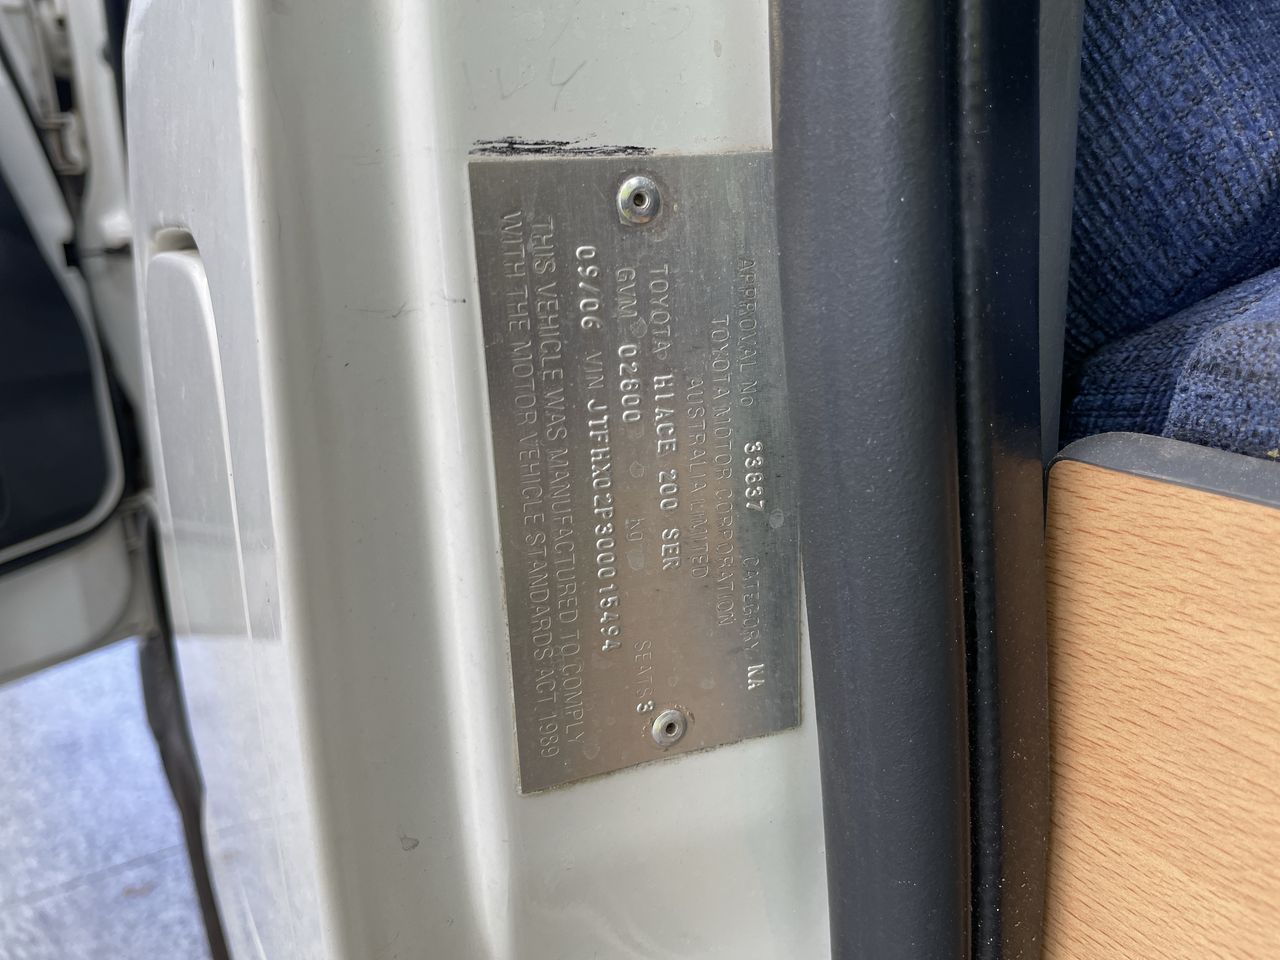 APPROVAL No 33637 CATEGORY NA
TOYOTA MOTOR CORPORATION
AUSTRALIA LIMITED
TOYOTA HIACE 200 SER
GVM 02800 kg SEATS 3
09/06 VIN JTFHX02P300015494
THIS VEHICLE WAS MANUFACTURED TO COMPLY
WITH THE MOTOR VEHICLE STANDARDS ACT 1989